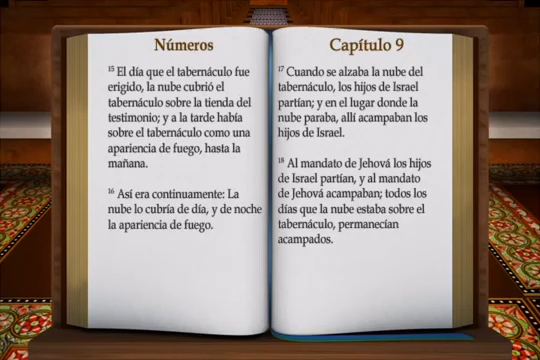 Números
15 El día que el tabernáculo fue
erigido, la nube cubrió el
tabernáculo sobre la tienda del
testimonio; y a la tarde había
sobre el tabernáculo como una
apariencia de fuego, hasta la
mañana.
16 Así era continuamente: La
nube lo cubría de día, y de noche
la apariencia de fuego.
Capítulo 9
17 Cuando se alzaba la nube del
tabernáculo, los hijos de Israel
partían; y en el lugar donde la
nube paraba, allí acampaban los
hijos de Israel.
18 Al mandato de Jehová los hijos
de Israel partían, y al mandato
de Jehová acampaban; todos los
días que la nube estaba sobre el
tabernáculo, permanecían
acampados.